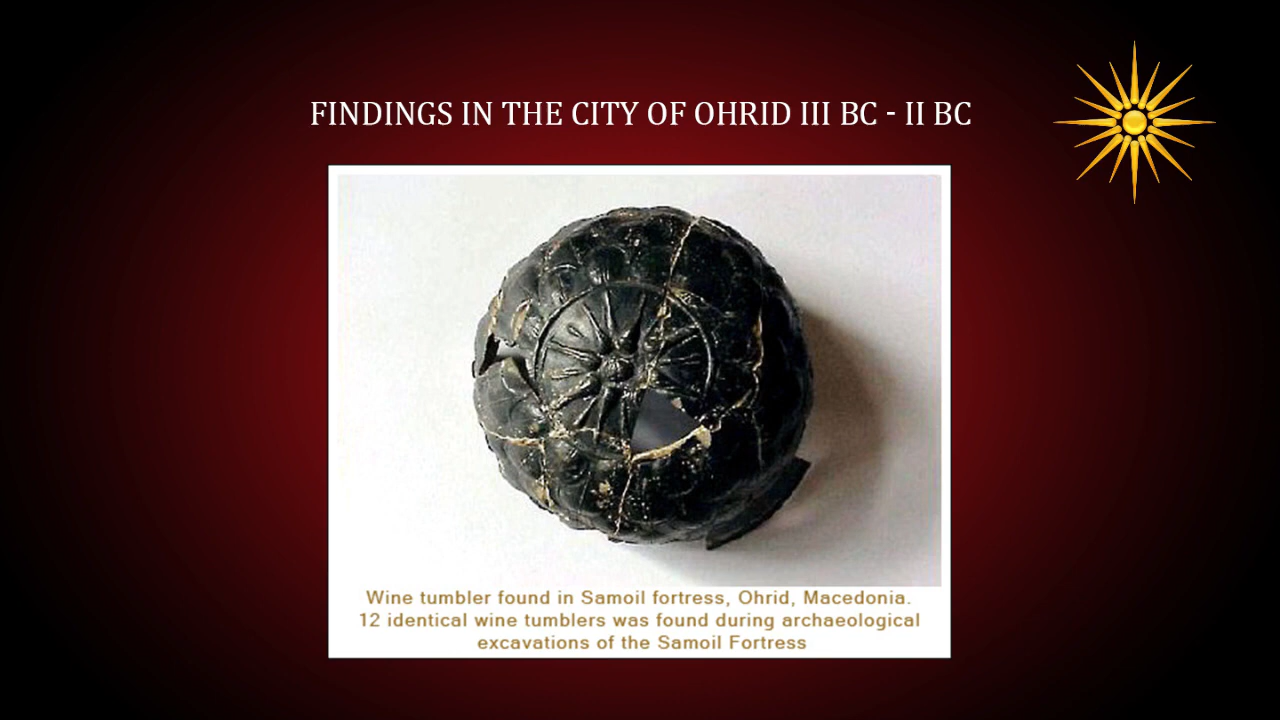 FINDINGS IN THE CITY OF OHRID III BC - II BC
Wine tumbler found in Samoil fortress, Ohrid, Macedonia.
12 identical wine tumblers was found during archaeological
excavations of the Samoil Fortress